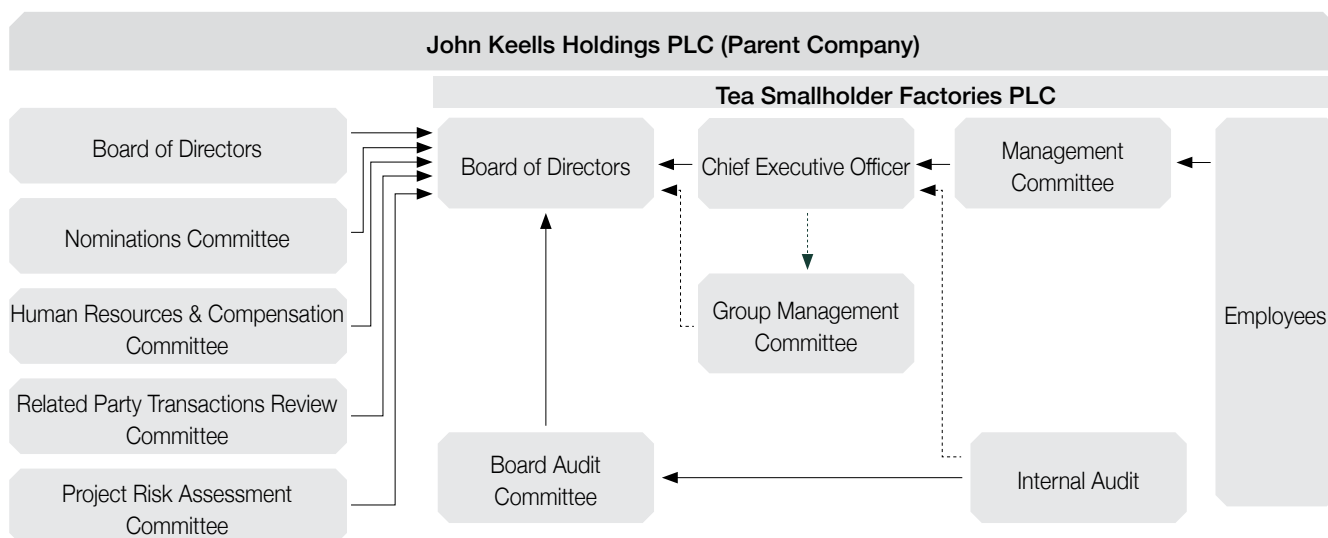 John Keells Holdings PLC (Parent Company)
Tea Smallholder Factories PLC
Board of Directors
Nominations Committee
Human Resources & Compensation
Committee
Related Party Transactions Review
Committee
Project Risk Assessment
Committee
Board of Directors
Chief Executive Officer
Management
Committee
Group Management
Committee
Employees
Board Audit
Committee
Internal Audit